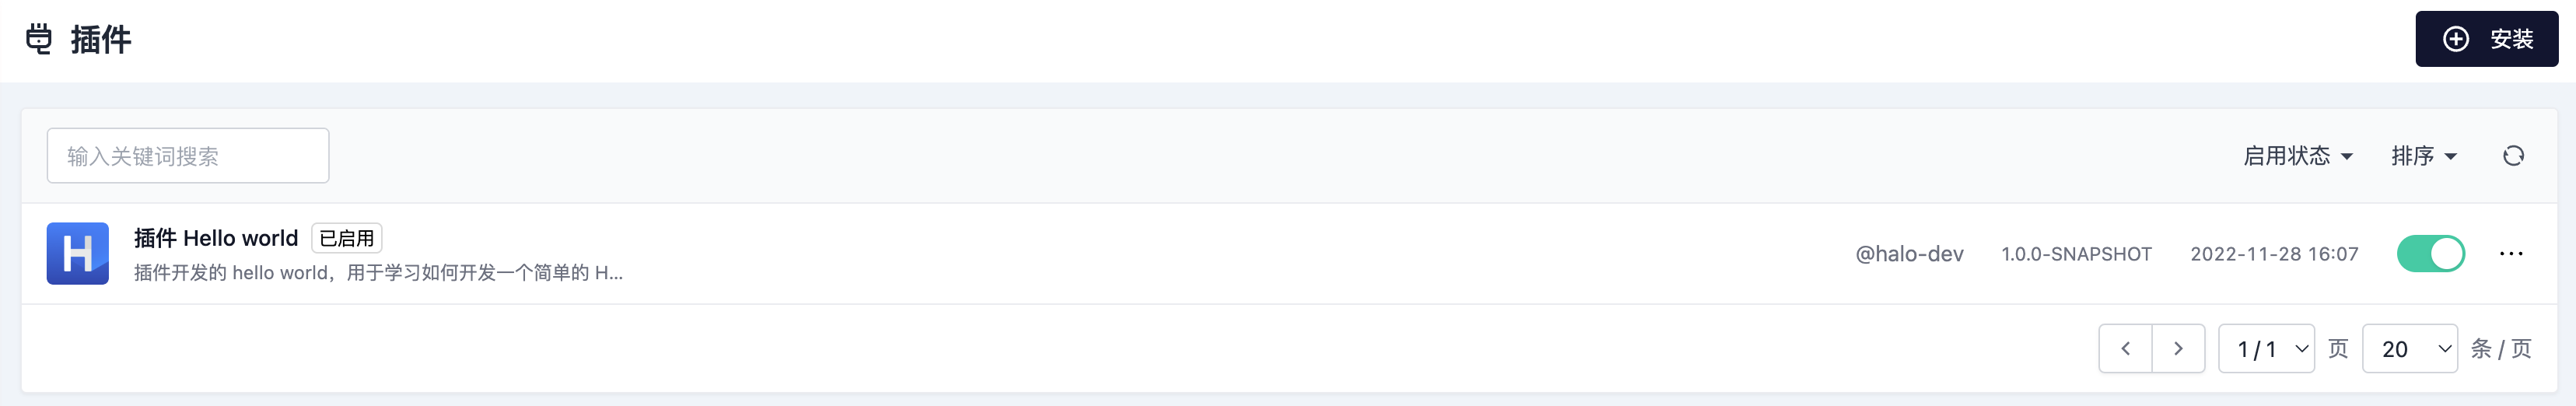 插件
安装
输入关键词搜索
启用状态 排序
H
插件 Hello world 已启用
插件开发的 hello world，用于学习如何开发一个简单的 H...
@halo-dev 1.0.0-SNAPSHOT 2022-11-28 16:07
1 / 1 页 20 条 / 页